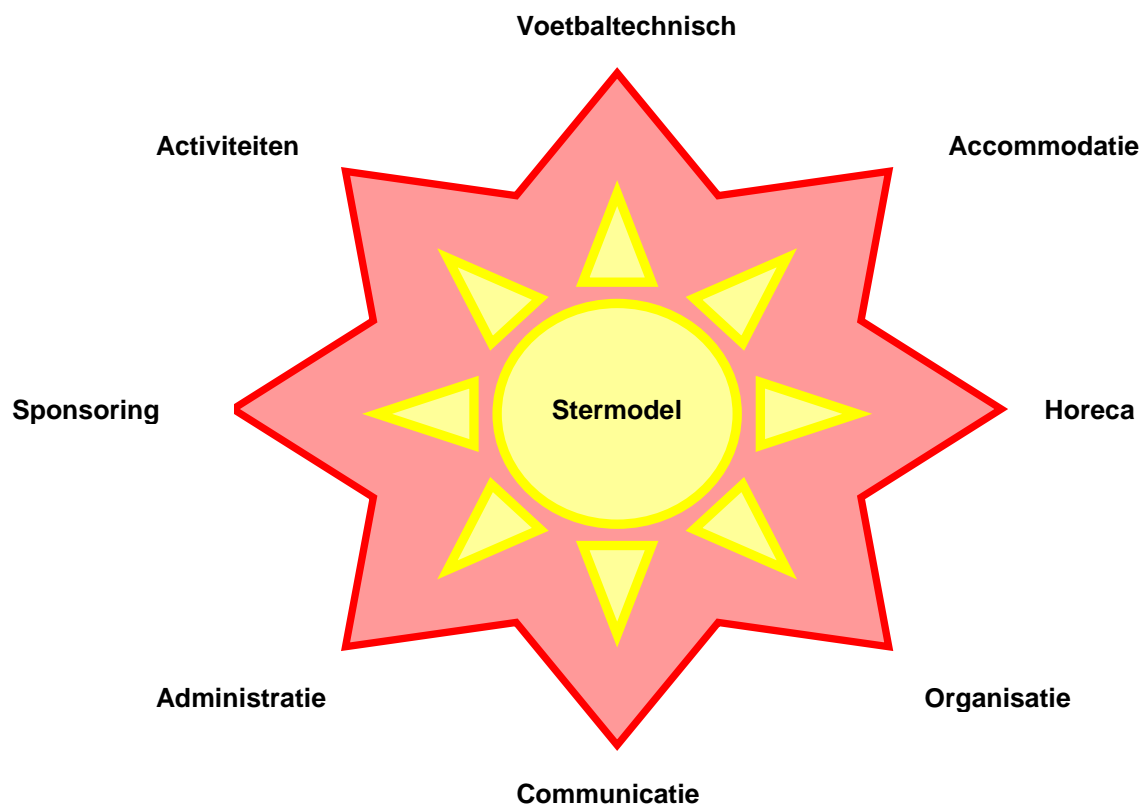 Voetbaltechnisch
Activiteiten
Accommodatie
Sponsoring
Stermodel
Horeca
Administratie
Organisatie
Communicatie